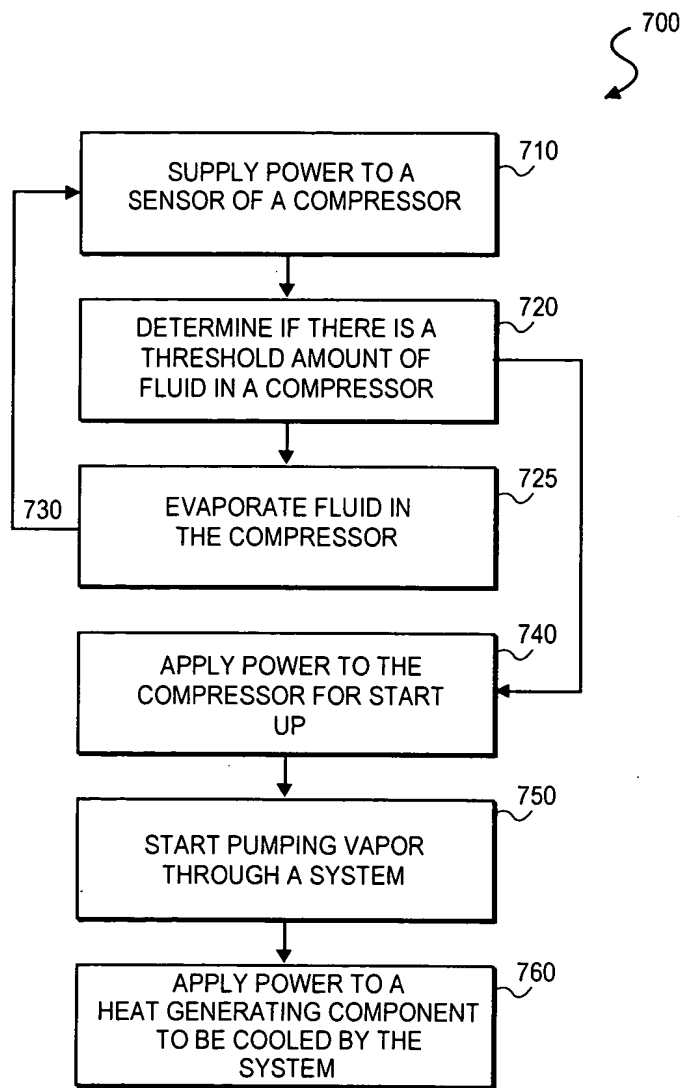 700
710
SUPPLY POWER TO A
SENSOR OF A COMPRESSOR
720
DETERMINE IF THERE IS A
THRESHOLD AMOUNT OF
FLUID IN A COMPRESSOR
725
EVAPORATE FLUID IN
THE COMPRESSOR
730
740
APPLY POWER TO THE
COMPRESSOR FOR START
UP
750
START PUMPING VAPOR
THROUGH A SYSTEM
760
APPLY POWER TO A
HEAT GENERATING COMPONENT
TO BE COOLED BY THE
SYSTEM